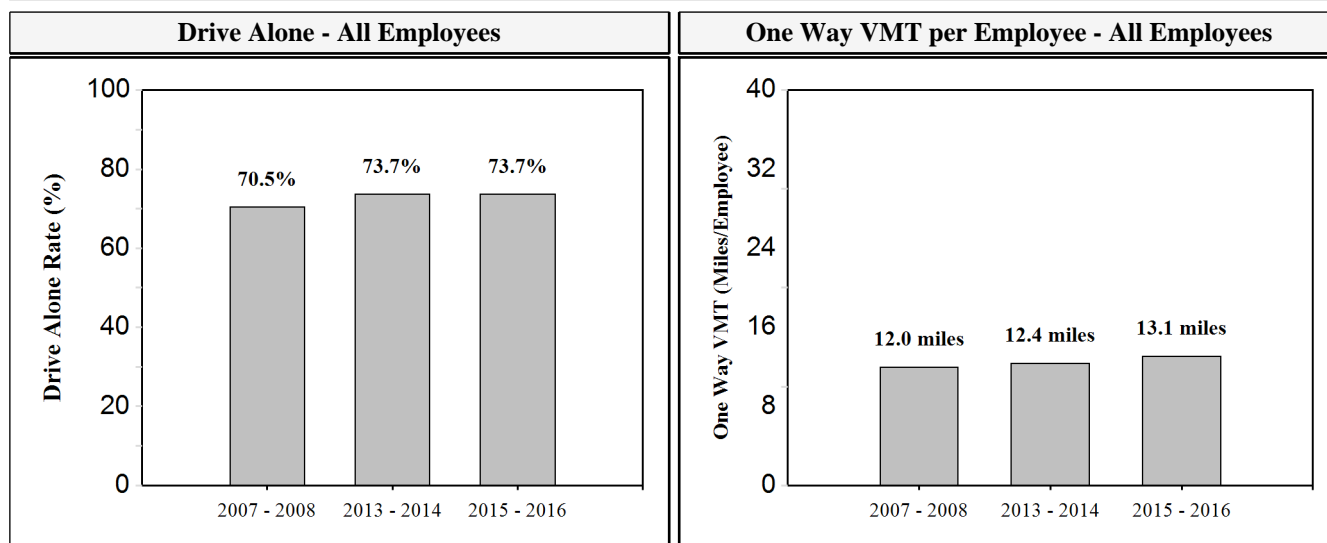 Drive Alone - All Employees
One Way VMT per Employee - All Employees
Drive Alone Rate (%)
100
80
60
40
20
0
70.5%
73.7%
73.7%
2007 - 2008
2013 - 2014
2015 - 2016
One Way VMT (Miles/Employee)
40
32
24
16
8
0
12.0 miles
12.4 miles
13.1 miles
2007 - 2008
2013 - 2014
2015 - 2016